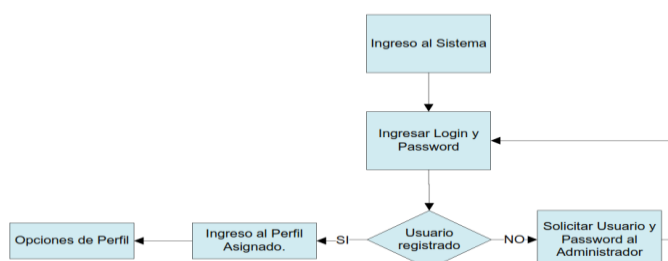 Ingreso al Sistema
Ingresar Login y
Password
Opciones de Perfil
Ingreso al Perfil
Asignado.
SI
Usuario
registrado
NO
Solicitar Usuario y
Password al
Administrador